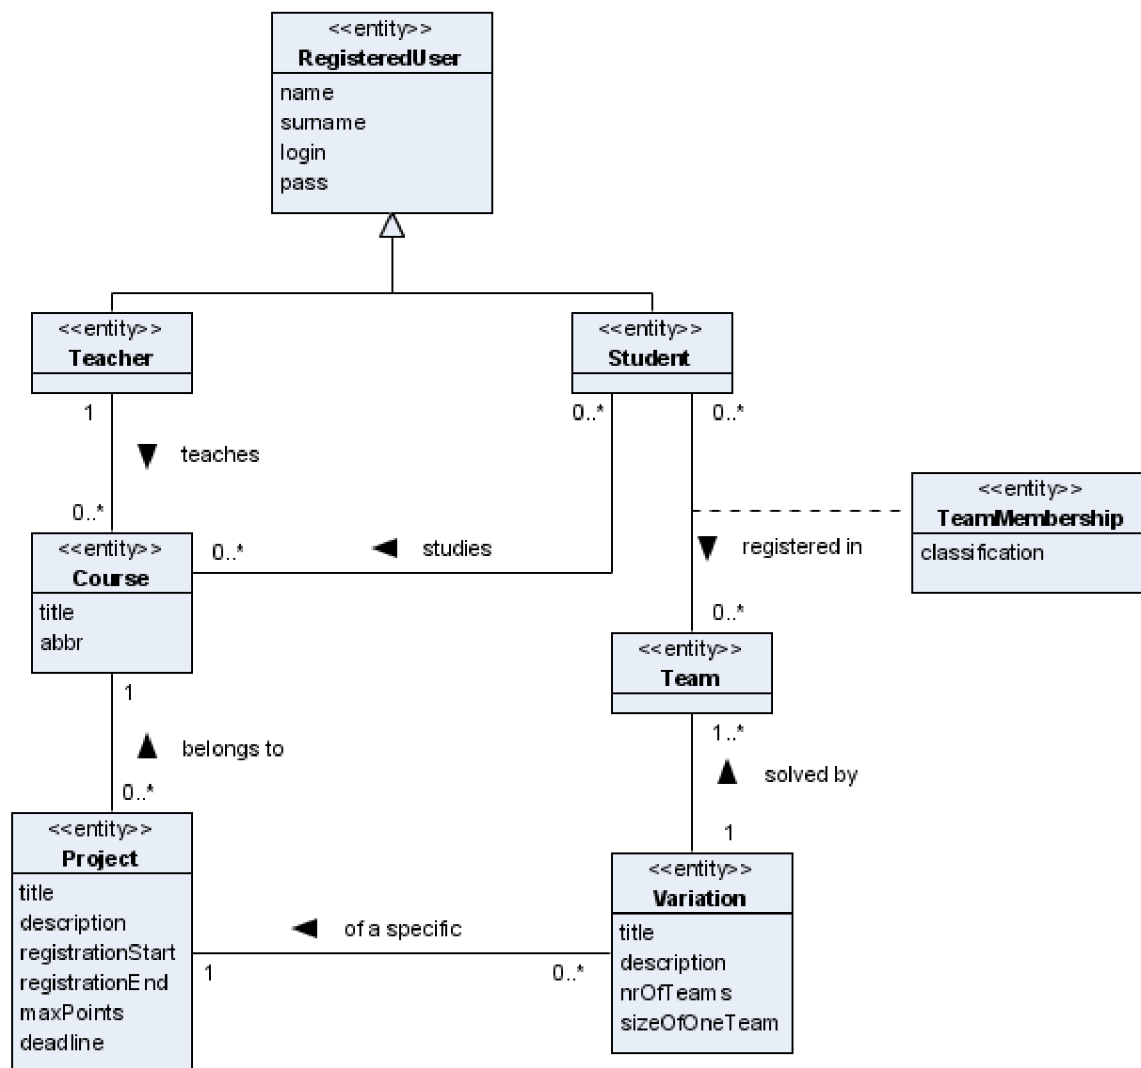 <<entity>>
RegisteredUser
name
surname
login
pass
<<entity>>
Teacher
<<entity>>
Student
1
0..*
0..*
teaches
<<entity>>
TeamMembership
classification
0..*
0..*
studies
registered in
<<entity>>
Course
title
abbr
0..*
<<entity>>
Team
1
1..*
belongs to
solved by
0..*
1
<<entity>>
Project
title
description
registrationStart
registrationEnd
maxPoints
deadline
of a specific
1
0..*
<<entity>>
Variation
title
description
nrOfTeams
sizeOfOneTeam